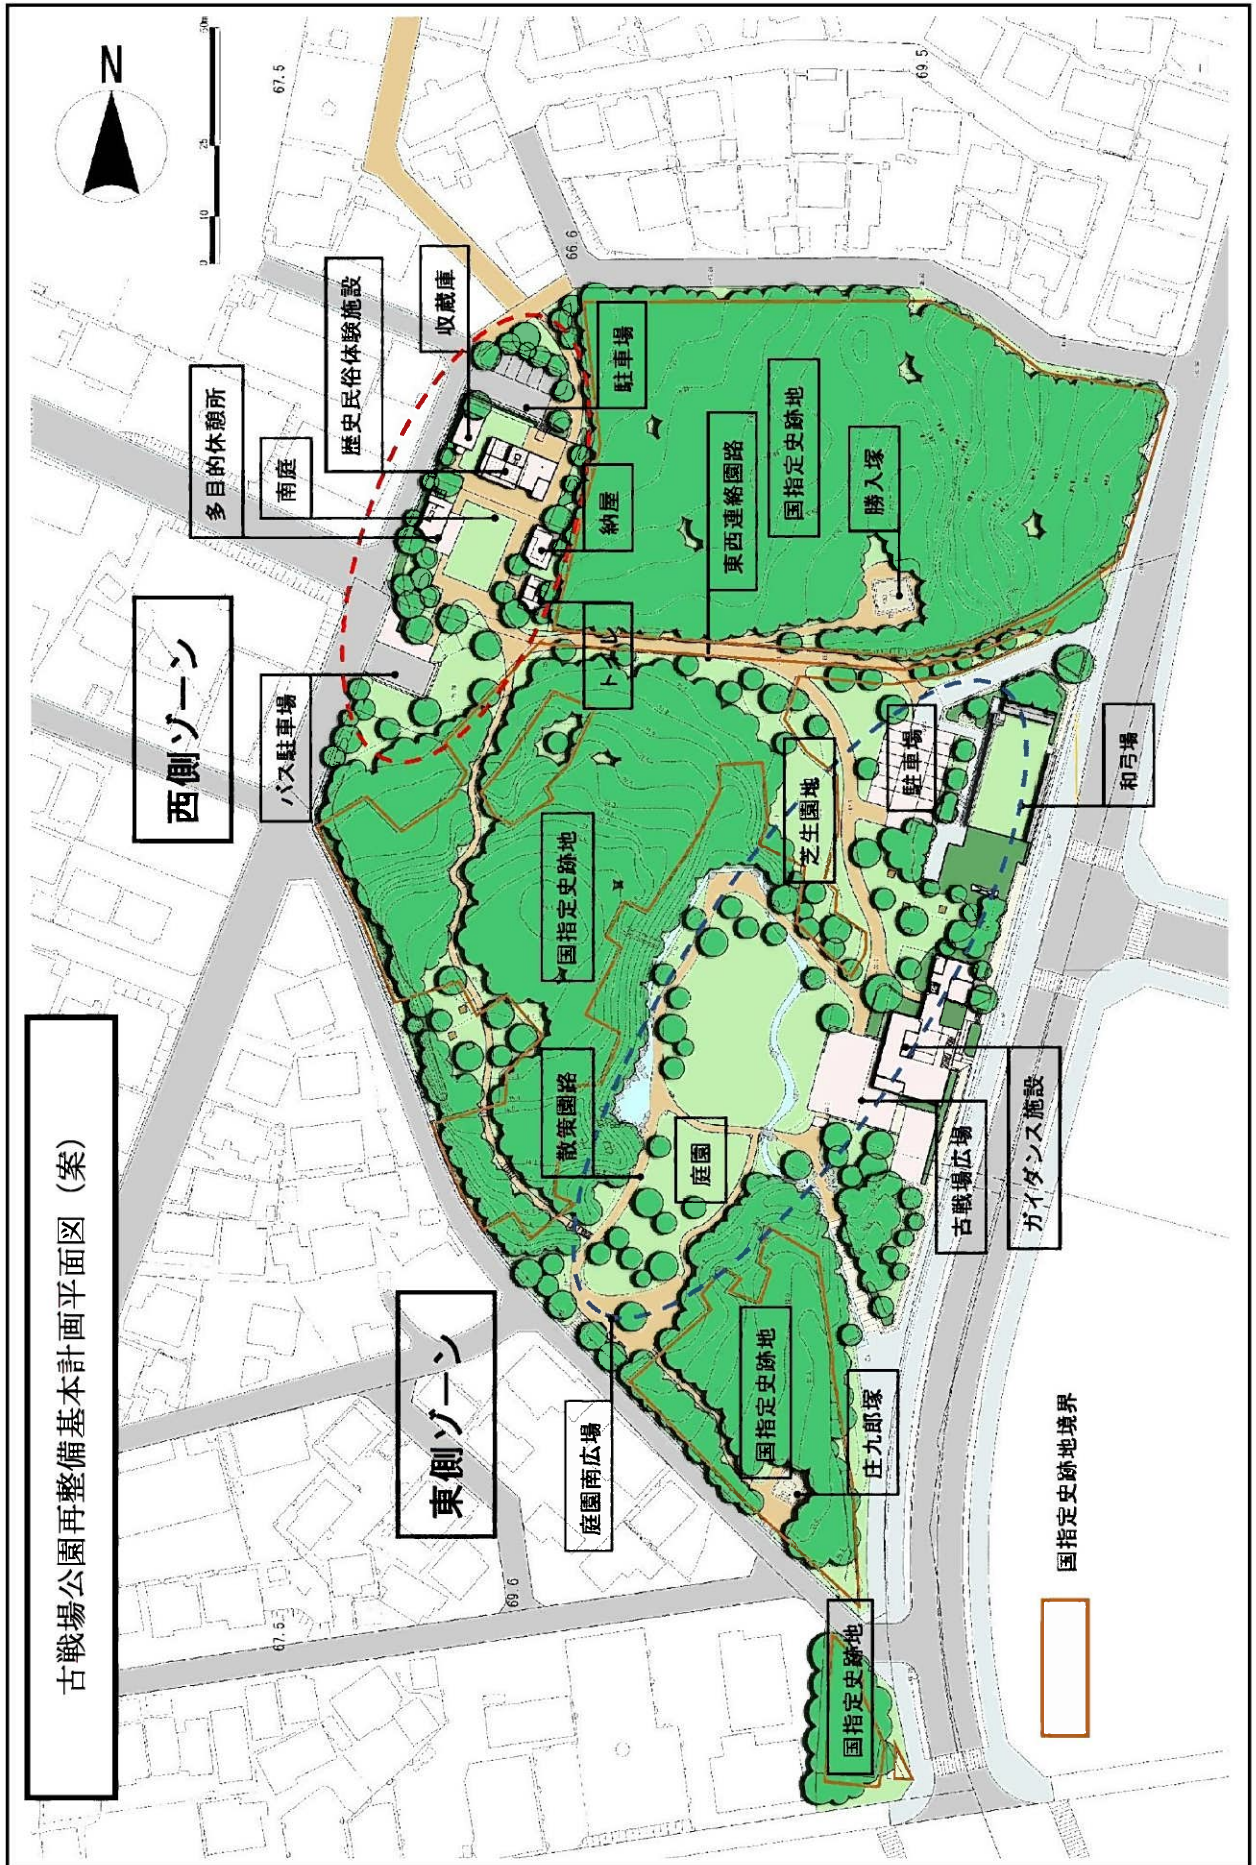 古戦場公園再整備基本計画平面図（案）
N
0
10
25
50m
67.5
69.5
66.6
67.5
69.6
西側ゾーン
東側ゾーン
多目的休憩所
南庭
歴史民俗体験施設
収蔵庫
駐車場
納屋
トイレ
バス駐車場
東西連絡園路
国指定史跡地
勝入塚
国指定史跡地
芝生園地
駐車場
和弓場
散策園路
庭園
古戦場広場
ガイダンス施設
庭園南広場
国指定史跡地
庄九郎塚
国指定史跡地
国指定史跡地境界